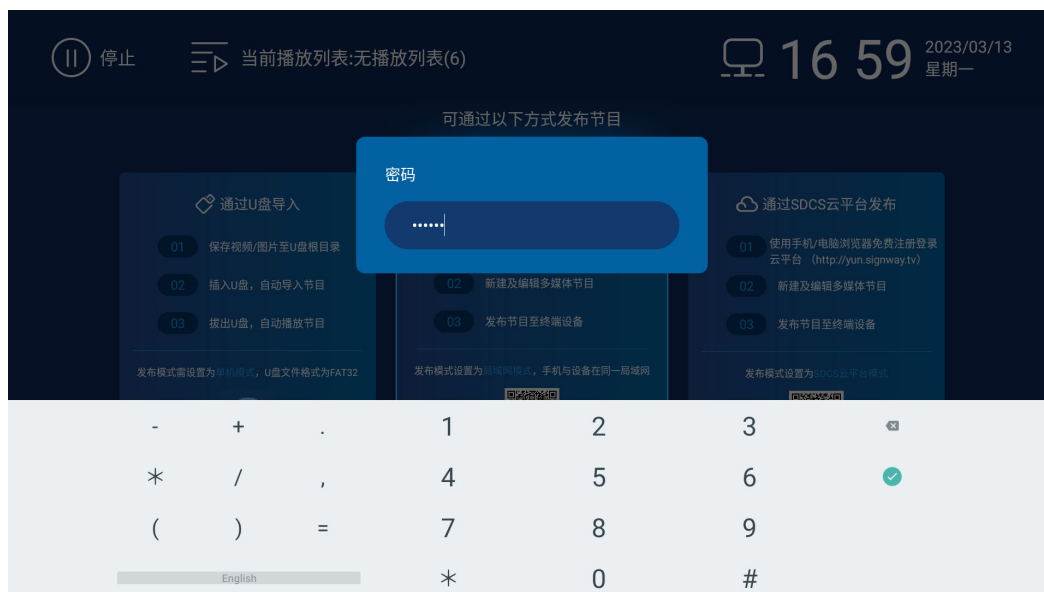 停止
当前播放列表:无播放列表(6)
16 59
2023/03/13
星期一
可通过以下方式发布节目
密码
••••••
通过U盘导入
01 保存视频/图片至U盘根目录
02 插入U盘，自动导入节目
03 拔出U盘，自动播放节目
发布模式需设置为单机模式，U盘文件格式为FAT32
02 新建及编辑多媒体节目
03 发布节目至终端设备
发布模式设置为局域网模式，手机与设备在同一局域网
通过SDCS云平台发布
01 使用手机/电脑浏览器免费注册登录
云平台 （http://yun.signway.tv）
02 新建及编辑多媒体节目
03 发布节目至终端设备
发布模式设置为SDCS云平台模式
- + . 1 2 3
* / , 4 5 6
( ) = 7 8 9
English * 0 #